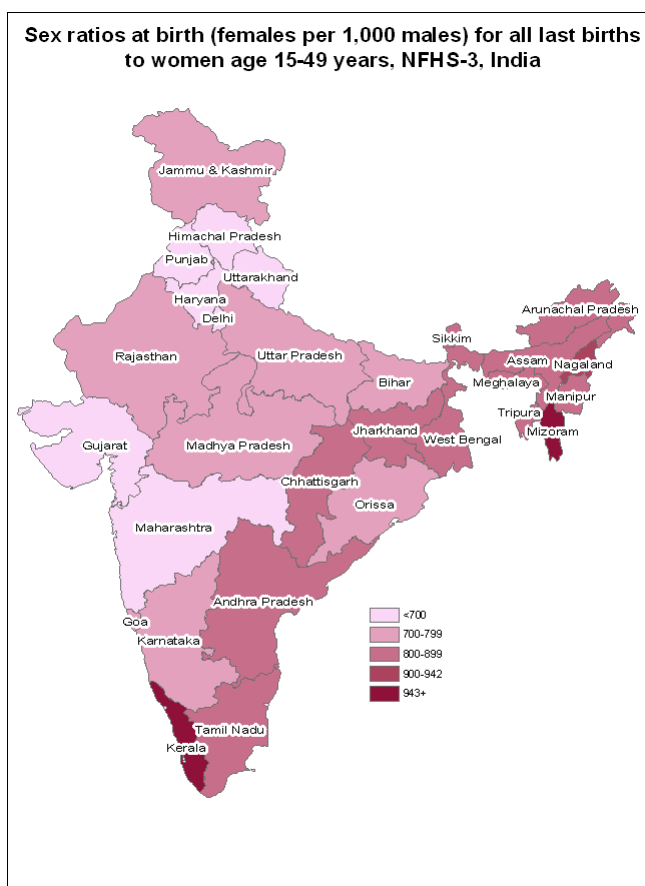 Sex ratios at birth (females per 1,000 males) for all last births
to women age 15-49 years, NFHS-3, India
Jammu & Kashmir
Himachal Pradesh
Punjab
Uttarakhand
Haryana
Delhi
Arunachal Pradesh
Sikkim
Rajasthan
Uttar Pradesh
Assam
Nagaland
Bihar
Meghalaya
Manipur
Tripura
Jharkhand
Mizoram
Gujarat
Madhya Pradesh
West Bengal
Chhattisgarh
Orissa
Maharashtra
Andhra Pradesh
<700
Goa
700-799
Karnataka
800-899
900-942
943+
Tamil Nadu
Kerala